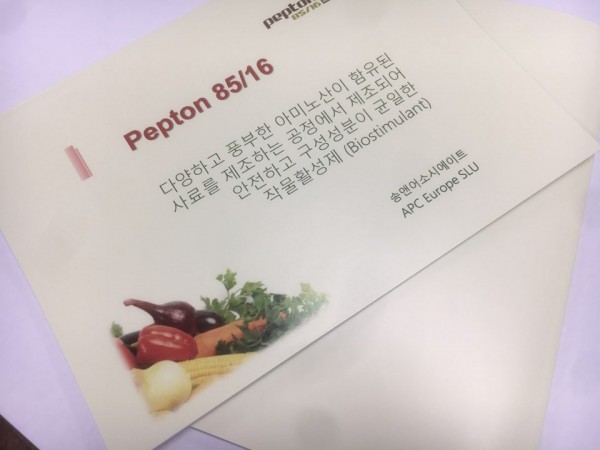 pepton
85/16
Pepton 85/16
다양하고 풍부한 아미노산이 함유된
사료를 제조하는 공정에서 제조되어
안전하고 구성성분이 균일한
작물활성제 (Biostimulant)
송앤어소시에이트
APC Europe SLU